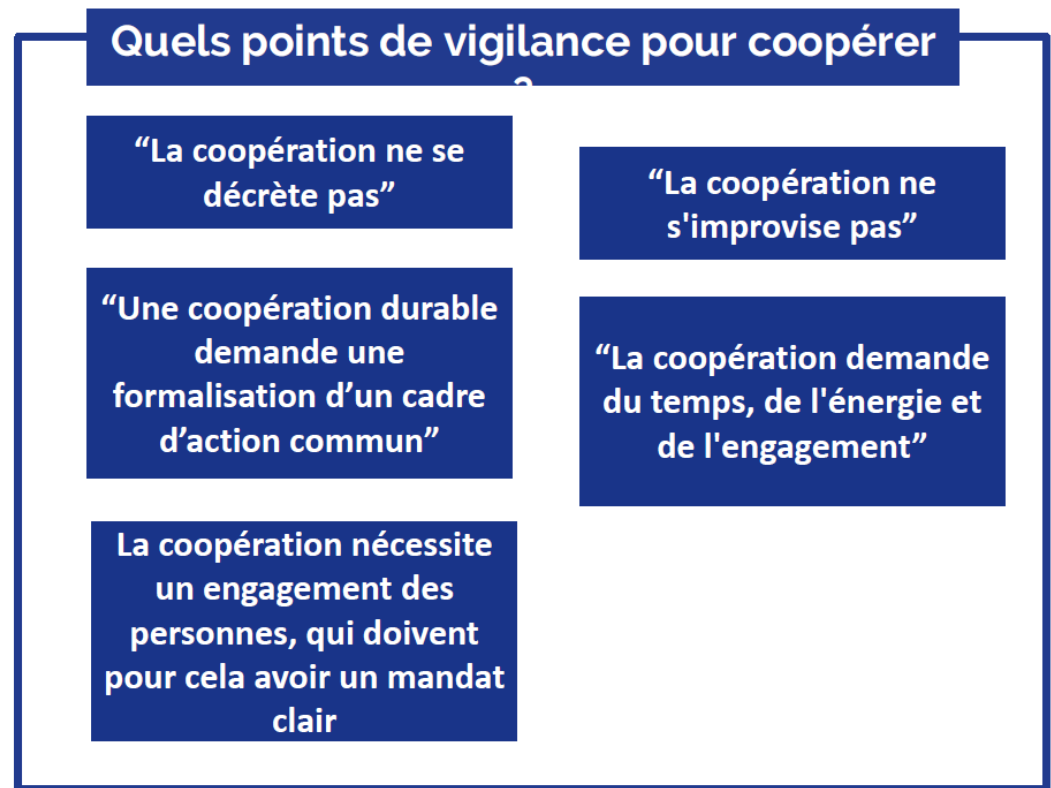 Quels points de vigilance pour coopérer
?
“La coopération ne se
décrète pas”
“La coopération ne
s'improvise pas”
“Une coopération durable
demande une
formalisation d’un cadre
d’action commun”
“La coopération demande
du temps, de l'énergie et
de l'engagement”
La coopération nécessite
un engagement des
personnes, qui doivent
pour cela avoir un mandat
clair